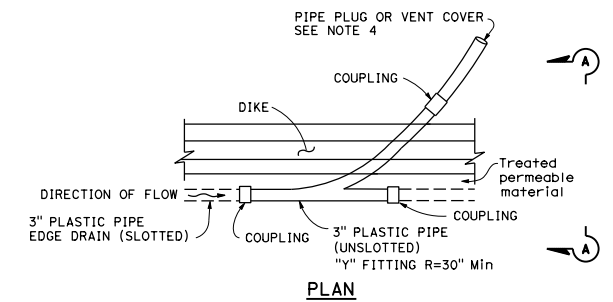 PIPE PLUG OR VENT COVER
SEE NOTE 4
A
COUPLING
DIKE
Treated
permeable
material
DIRECTION OF FLOW
3" PLASTIC PIPE
EDGE DRAIN (SLOTTED)
COUPLING
3" PLASTIC PIPE
(UNSLOTTED)
"Y" FITTING R=30" Min
COUPLING
A
PLAN